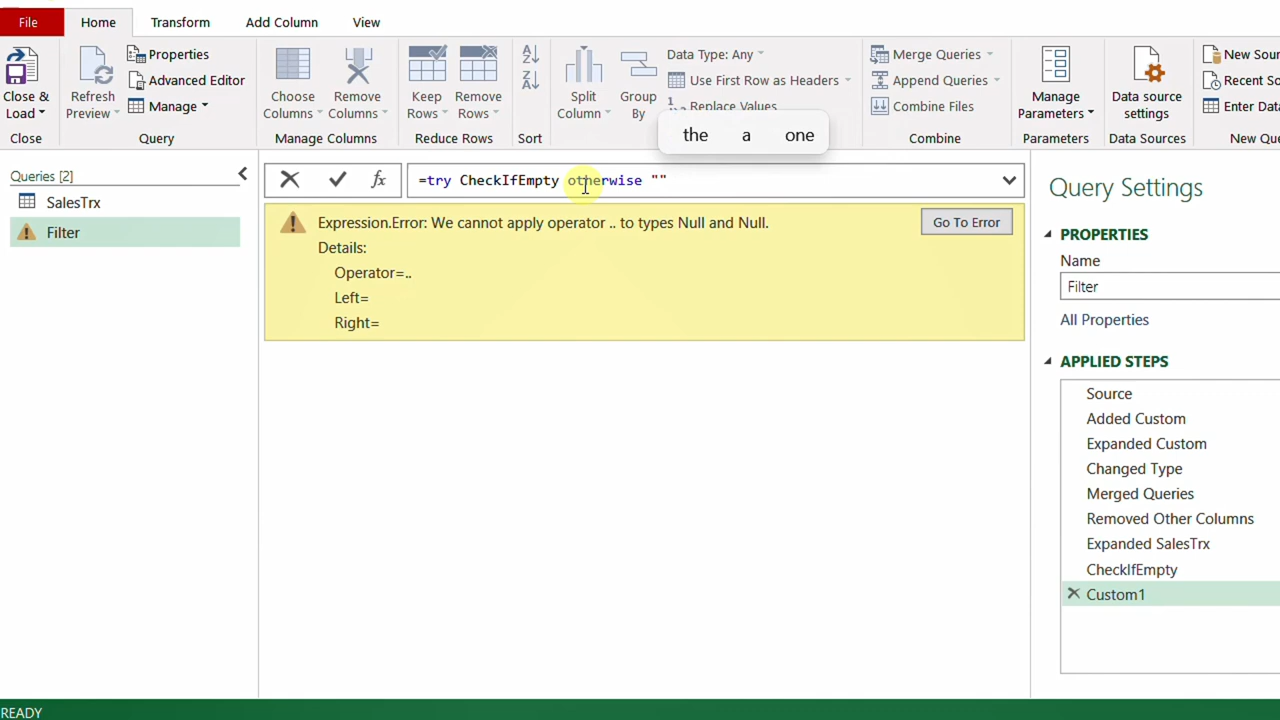 File Home Transform Add Column View
Close & Load
Close
Refresh Preview
Properties
Advanced Editor
Manage
Query
Choose Columns
Remove Columns
Manage Columns
Keep Rows
Remove Rows
Reduce Rows
A Z
Z A
Sort
Split Column
Group By
Data Type: Any
Use First Row as Headers
1 Replace Values
Merge Queries
Append Queries
Combine Files
Combine
Manage Parameters
Parameters
Data source settings
Data Sources
New Sou
Recent So
Enter Dat
New Qu
the a one
Queries [2]
SalesTrx
Filter
fx =try CheckIfEmpty otherwise ""
Expression.Error: We cannot apply operator .. to types Null and Null.
Go To Error
Details:
Operator=..
Left=
Right=
Query Settings
PROPERTIES
Name
Filter
All Properties
APPLIED STEPS
Source
Added Custom
Expanded Custom
Changed Type
Merged Queries
Removed Other Columns
Expanded SalesTrx
CheckIfEmpty
Custom1
READY